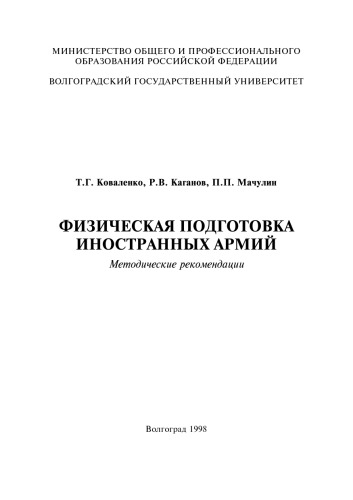 МИНИСТЕРСТВО ОБЩЕГО И ПРОФЕССИОНАЛЬНОГО
ОБРАЗОВАНИЯ РОССИЙСКОЙ ФЕДЕРАЦИИ
ВОЛГОГРАДСКИЙ ГОСУДАРСТВЕННЫЙ УНИВЕРСИТЕТ
Т.Г. Коваленко, Р.В. Каганов, П.П. Мачулин
ФИЗИЧЕСКАЯ ПОДГОТОВКА
ИНОСТРАННЫХ АРМИЙ
Методические рекомендации
Волгоград 1998